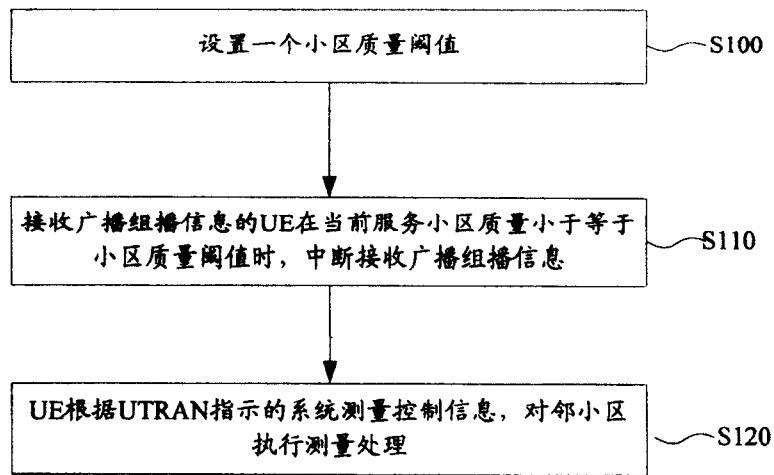 设置一个小区质量阈值
S100
接收广播组播信息的UE在当前服务小区质量小于等于
小区质量阈值时，中断接收广播组播信息
S110
UE根据UTRAN指示的系统测量控制信息，对邻小区
执行测量处理
S120